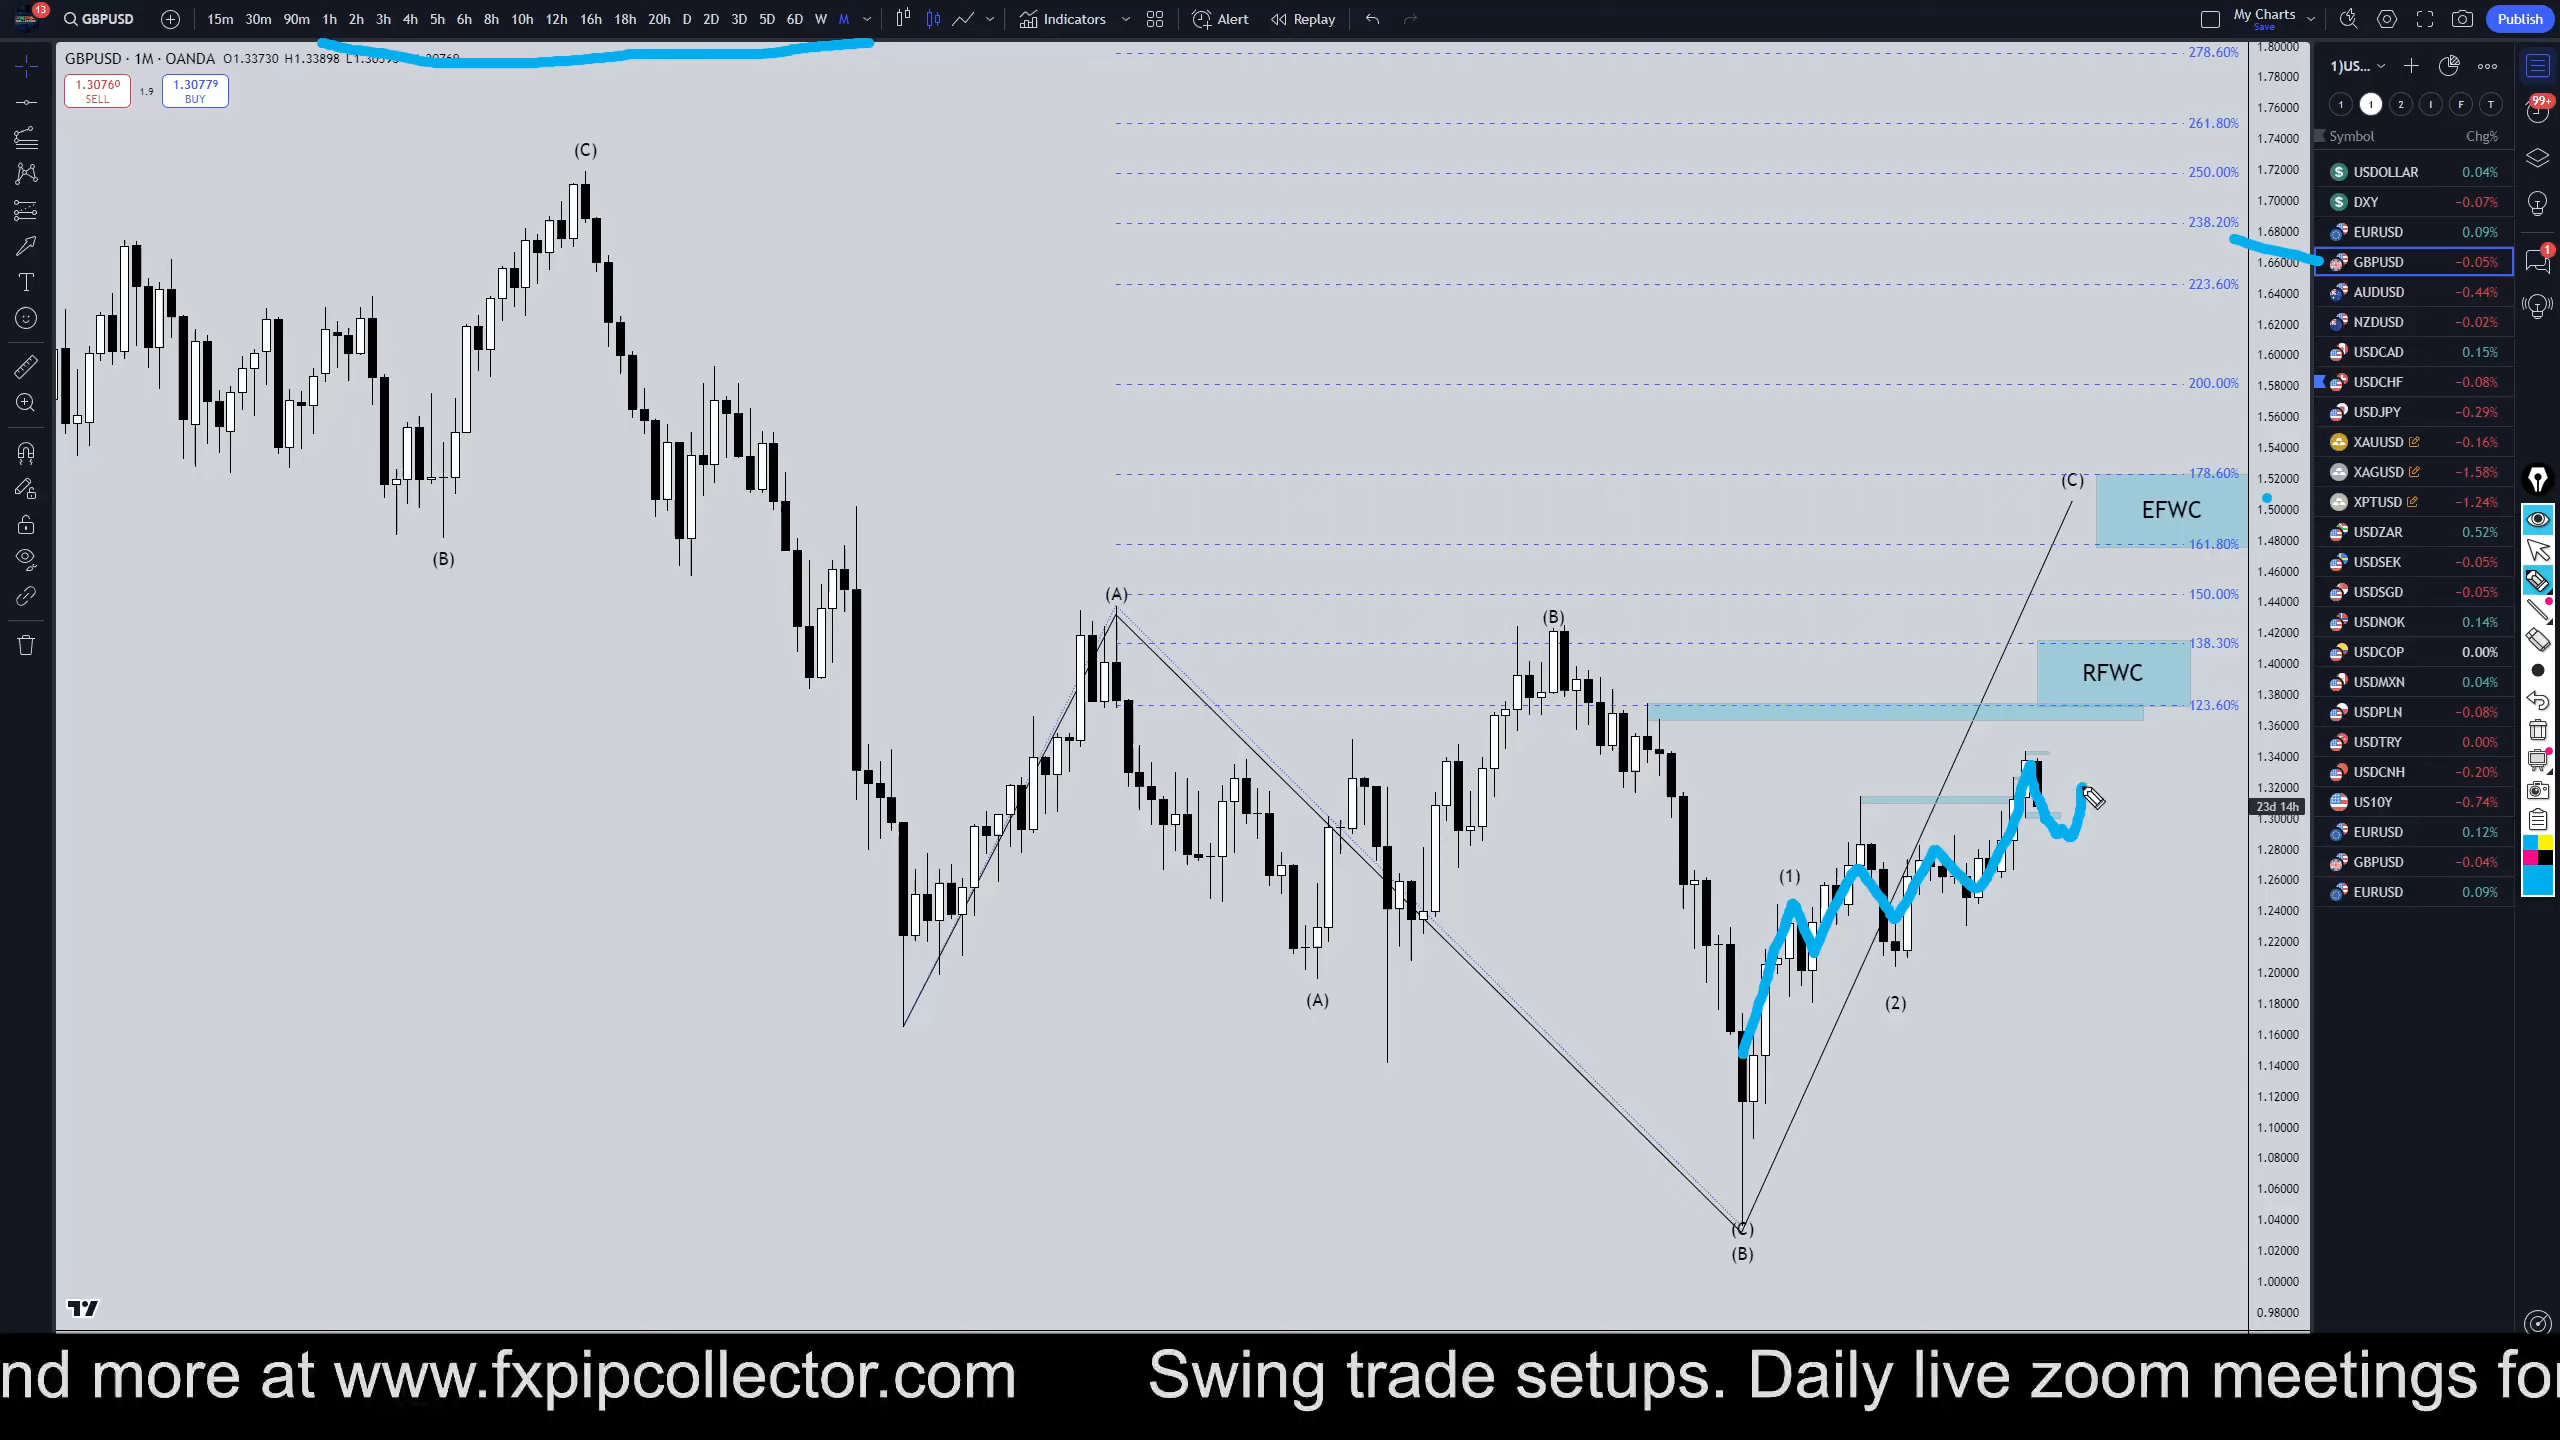 13
GBPUSD
15m 30m 90m 1h 2h 3h 4h 5h 6h 8h 10h 12h 16h 18h 20h D 2D 3D 5D 6D W M
Indicators
Alert
Replay
My Charts
Save
Publish
GBPUSD · 1M · OANDA O1.33730 H1.33898
1.30760
SELL
1.9
1.30779
BUY
278.60%
261.80%
250.00%
238.20%
223.60%
200.00%
178.60%
161.80%
150.00%
138.30%
123.60%
(C)
(B)
(A)
(A)
(B)
(C)
(B)
(1)
(2)
(C)
EFWC
RFWC
1.80000
1.78000
1.76000
1.74000
1.72000
1.70000
1.68000
1.66000
1.64000
1.62000
1.60000
1.58000
1.56000
1.54000
1.52000
1.50000
1.48000
1.46000
1.44000
1.42000
1.40000
1.38000
1.36000
1.34000
1.32000
23d 14h
1.30000
1.28000
1.26000
1.24000
1.22000
1.20000
1.18000
1.16000
1.14000
1.12000
1.10000
1.08000
1.06000
1.04000
1.02000
1.00000
0.98000
1)US...
1 1 2 I F T
Symbol Chg%
USDOLLAR 0.04%
DXY −0.07%
EURUSD 0.09%
GBPUSD −0.05%
AUDUSD −0.44%
NZDUSD −0.02%
USDCAD 0.15%
USDCHF −0.08%
USDJPY −0.29%
XAUUSD −0.16%
XAGUSD −1.58%
XPTUSD −1.24%
USDZAR 0.52%
USDSEK −0.05%
USDSGD −0.05%
USDNOK 0.14%
USDCOP 0.00%
USDMXN 0.04%
USDPLN −0.08%
USDTRY 0.00%
USDCNH −0.20%
US10Y −0.74%
EURUSD 0.12%
GBPUSD −0.04%
EURUSD 0.09%
99+
1
nd more at www.fxpipcollector.com Swing trade setups. Daily live zoom meetings fo